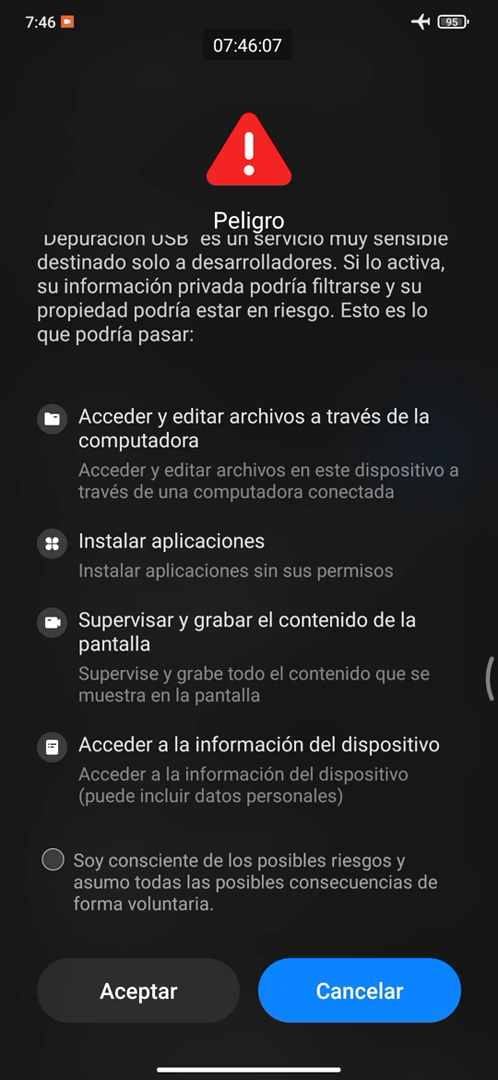 7:46
95
07:46:07
Peligro
"Depuración USB" es un servicio muy sensible
destinado solo a desarrolladores. Si lo activa,
su información privada podría filtrarse y su
propiedad podría estar en riesgo. Esto es lo
que podría pasar:
Acceder y editar archivos a través de la
computadora
Acceder y editar archivos en este dispositivo a
través de una computadora conectada
Instalar aplicaciones
Instalar aplicaciones sin sus permisos
Supervisar y grabar el contenido de la
pantalla
Supervise y grabe todo el contenido que se
muestra en la pantalla
Acceder a la información del dispositivo
Acceder a la información del dispositivo
(puede incluir datos personales)
Soy consciente de los posibles riesgos y
asumo todas las posibles consecuencias de
forma voluntaria.
Aceptar
Cancelar